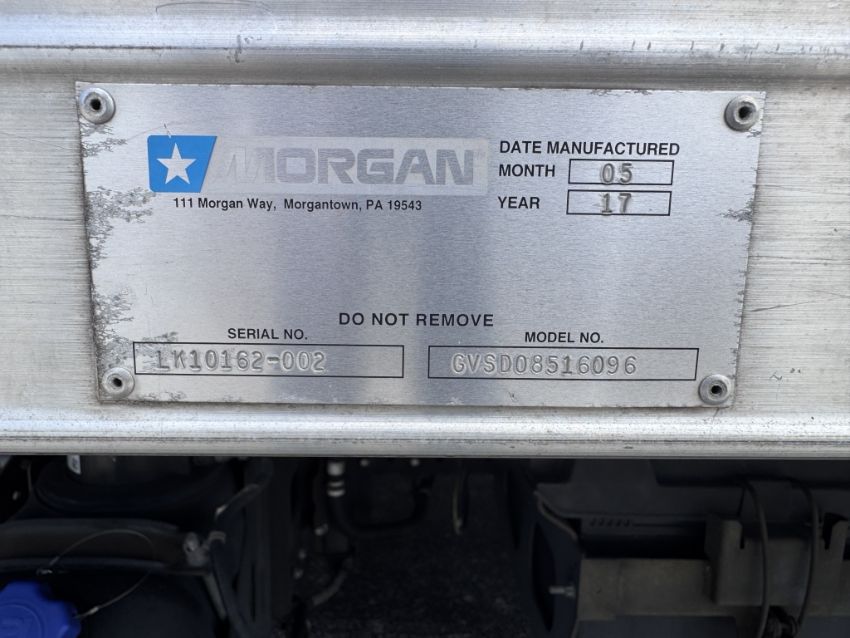 MORGAN
111 Morgan Way, Morgantown, PA 19543
DATE MANUFACTURED
MONTH 05
YEAR 17
DO NOT REMOVE
SERIAL NO. MODEL NO.
LK10162-002 GVSD08516096